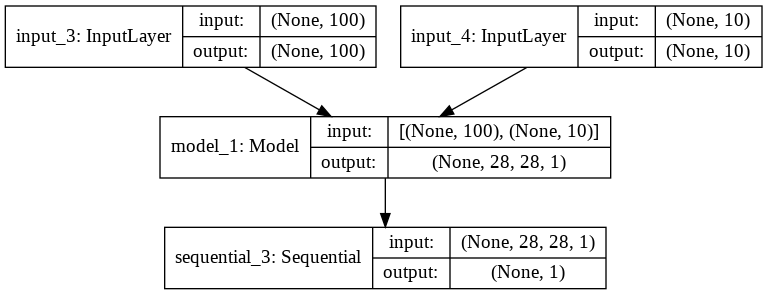 input_3: InputLayer
input: (None, 100)
output: (None, 100)
input_4: InputLayer
input: (None, 10)
output: (None, 10)
model_1: Model
input: [(None, 100), (None, 10)]
output: (None, 28, 28, 1)
sequential_3: Sequential
input: (None, 28, 28, 1)
output: (None, 1)